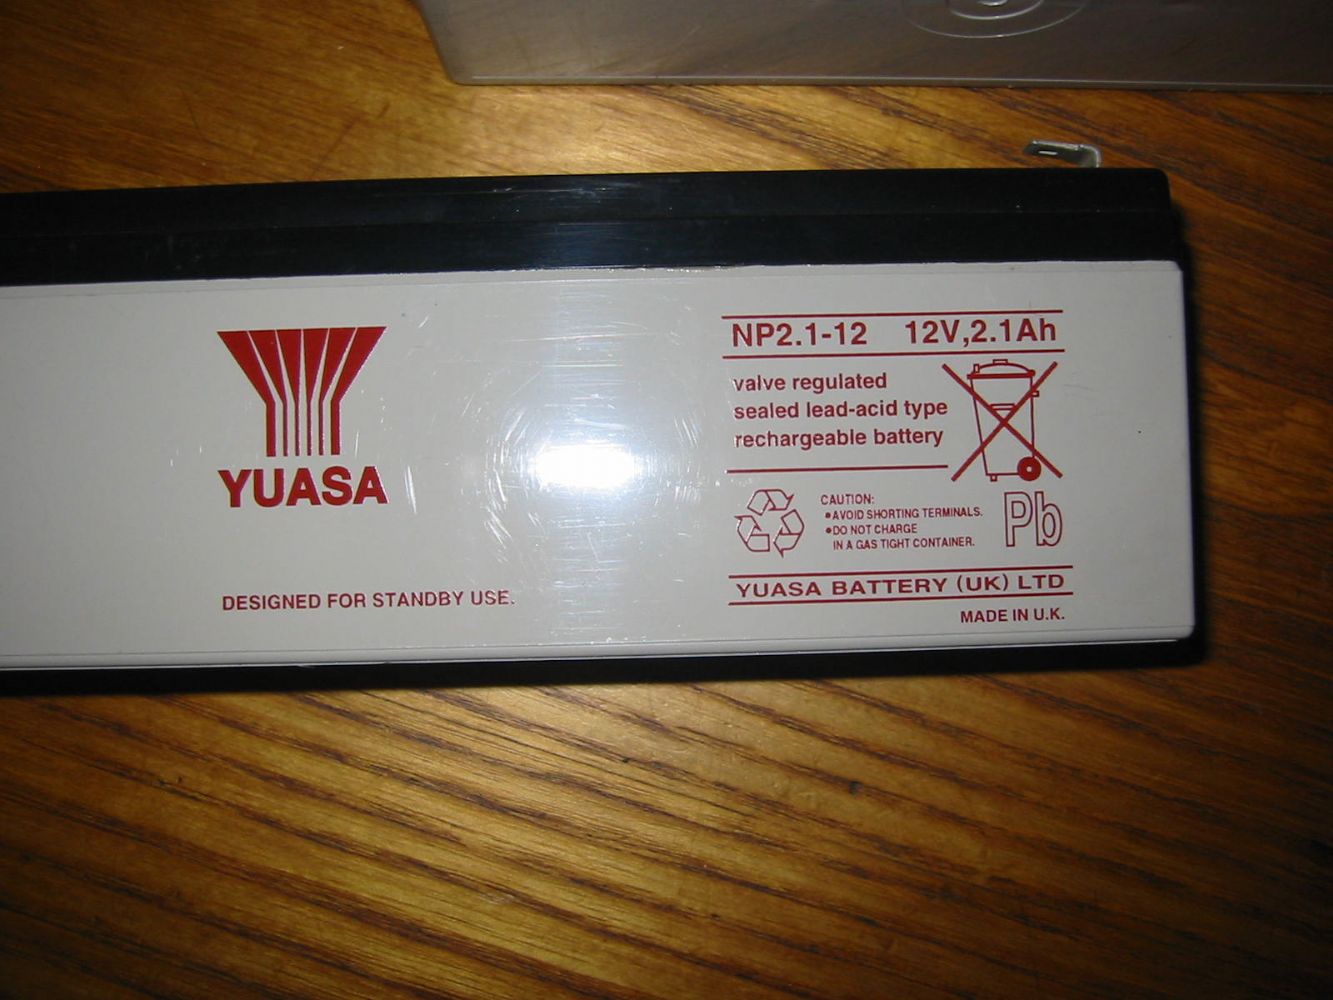 YUASA
DESIGNED FOR STANDBY USE.
NP2.1-12 12V,2.1Ah
valve regulated
sealed lead-acid type
rechargeable battery
CAUTION:
•AVOID SHORTING TERMINALS.
•DO NOT CHARGE
IN A GAS TIGHT CONTAINER.
Pb
YUASA BATTERY (UK) LTD
MADE IN U.K.